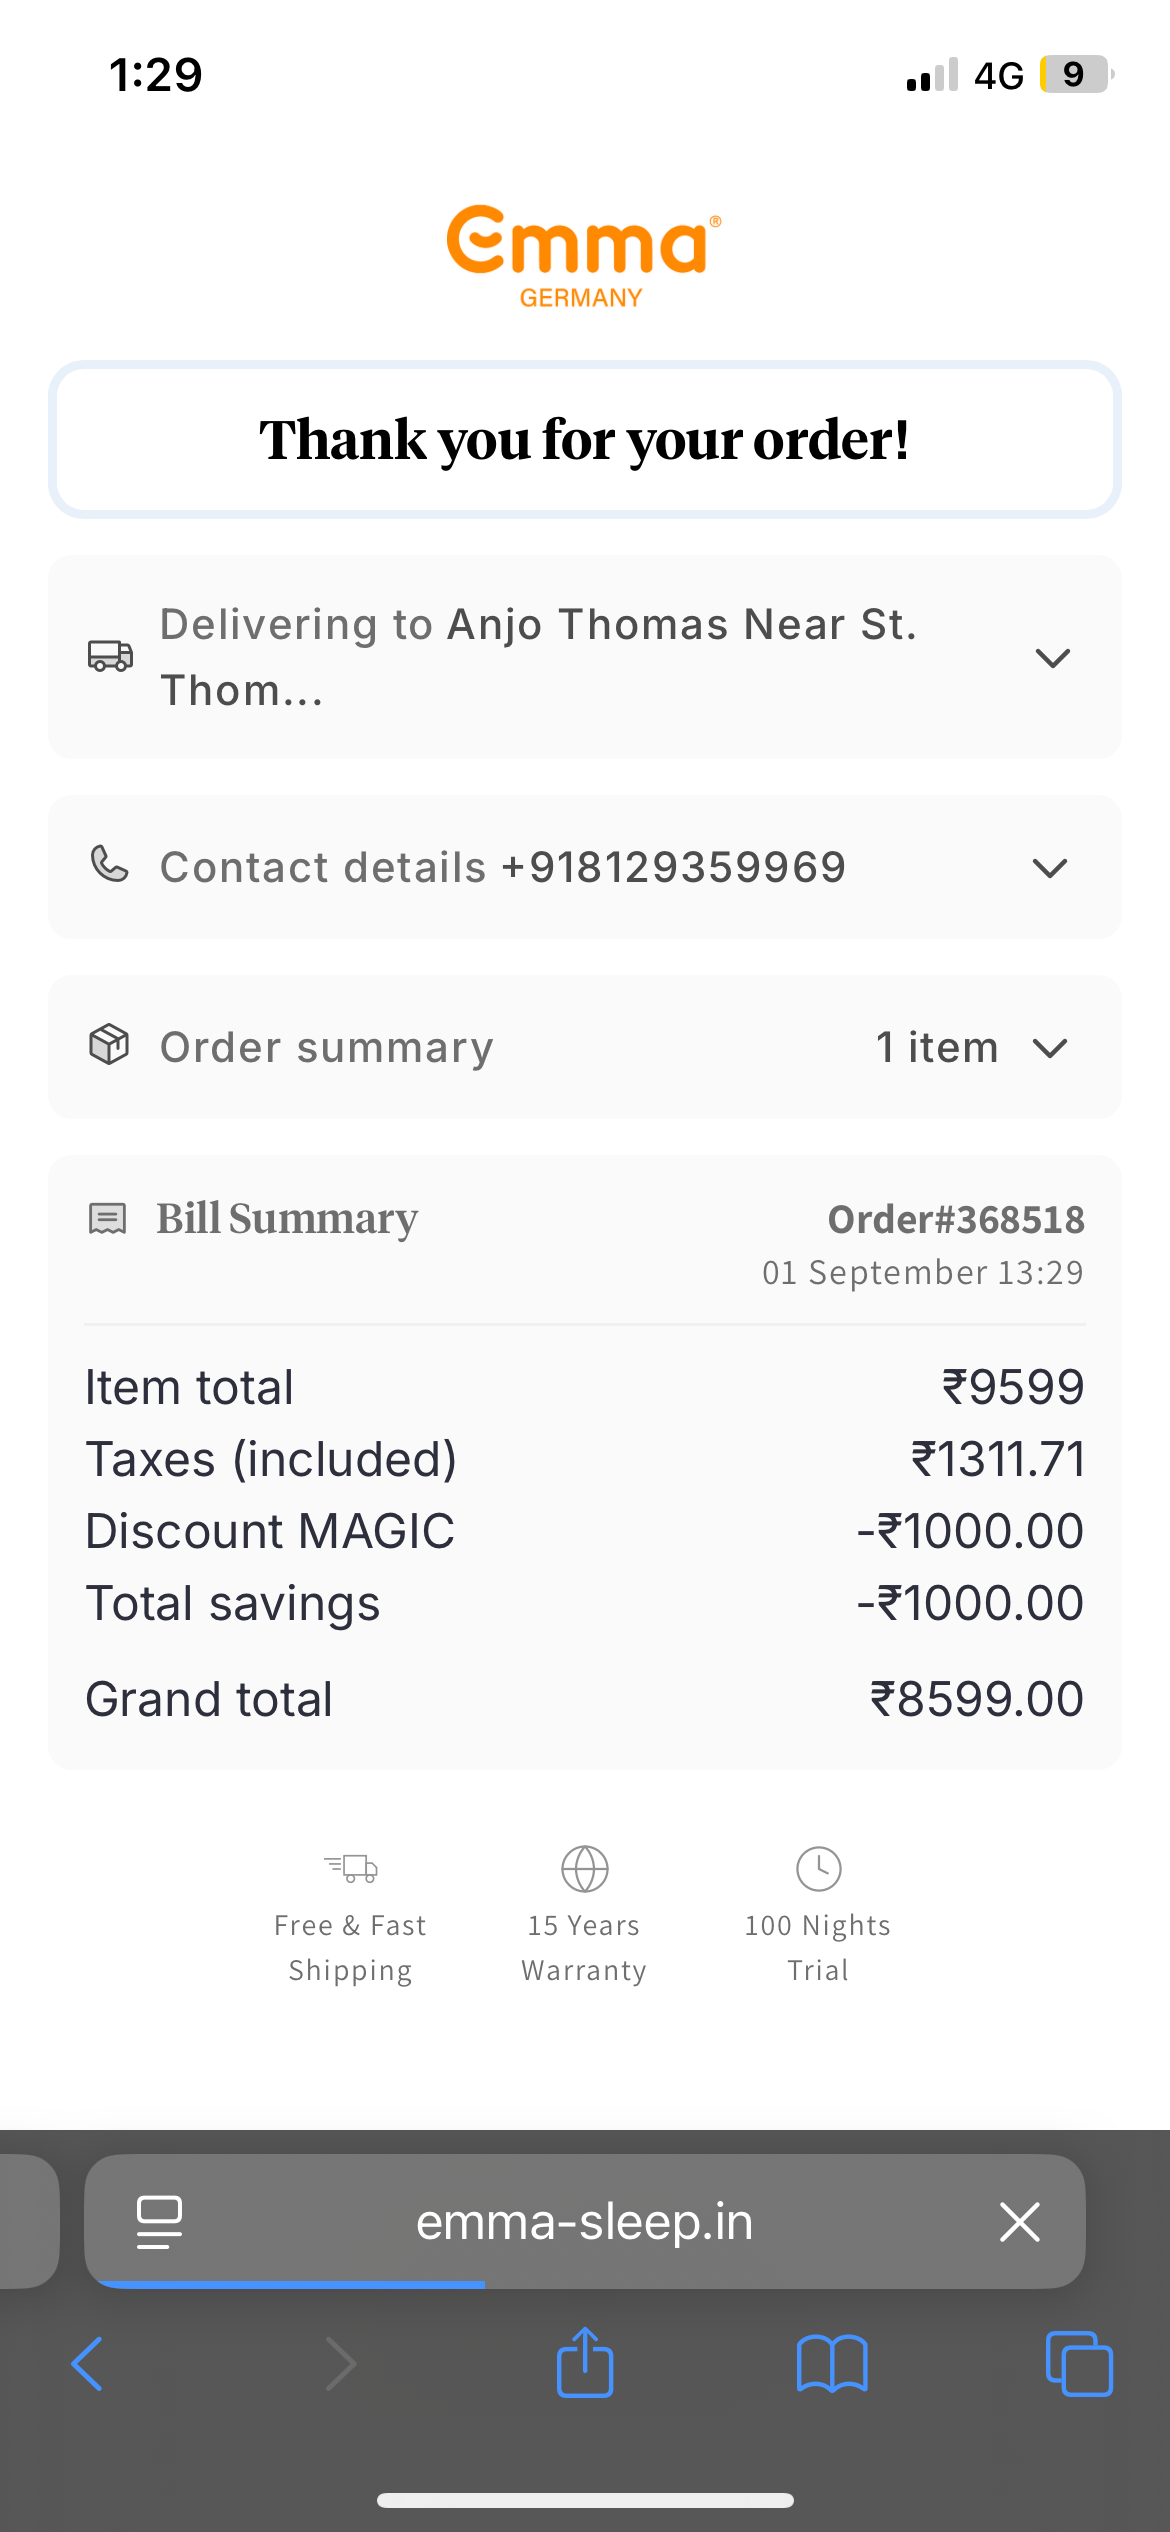 1:29
4G
9
emma®
GERMANY
Thank you for your order!
Delivering to Anjo Thomas Near St.
Thom...
Contact details +918129359969
Order summary 1 item
Bill Summary Order#368518
01 September 13:29
Item total ₹9599
Taxes (included) ₹1311.71
Discount MAGIC -₹1000.00
Total savings -₹1000.00
Grand total ₹8599.00
Free & Fast
Shipping
15 Years
Warranty
100 Nights
Trial
emma-sleep.in